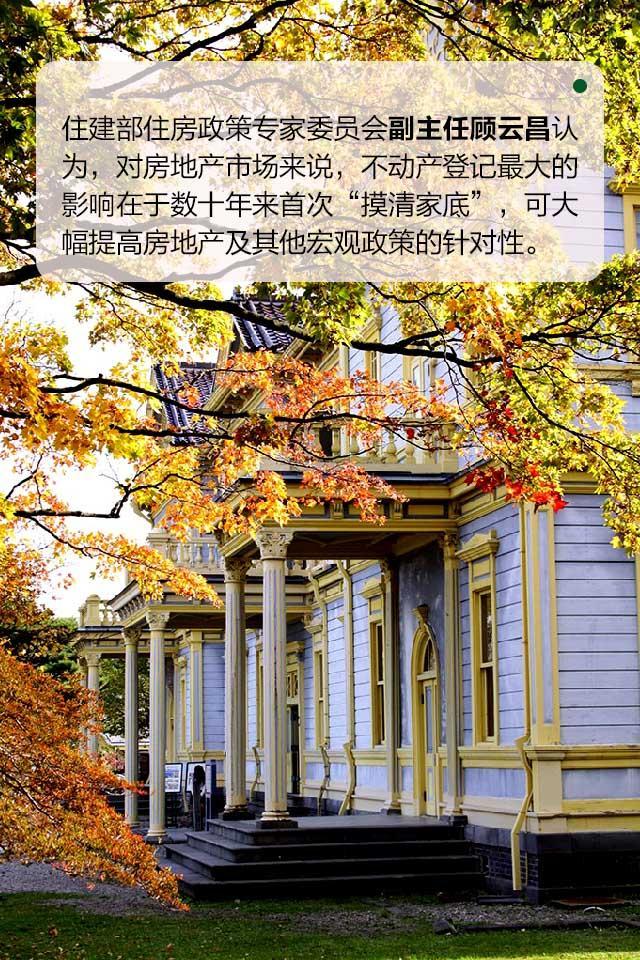 住建部住房政策专家委员会副主任顾云昌认
为，对房地产市场来说，不动产登记最大的
影响在于数十年来首次“摸清家底”，可大
幅提高房地产及其他宏观政策的针对性。